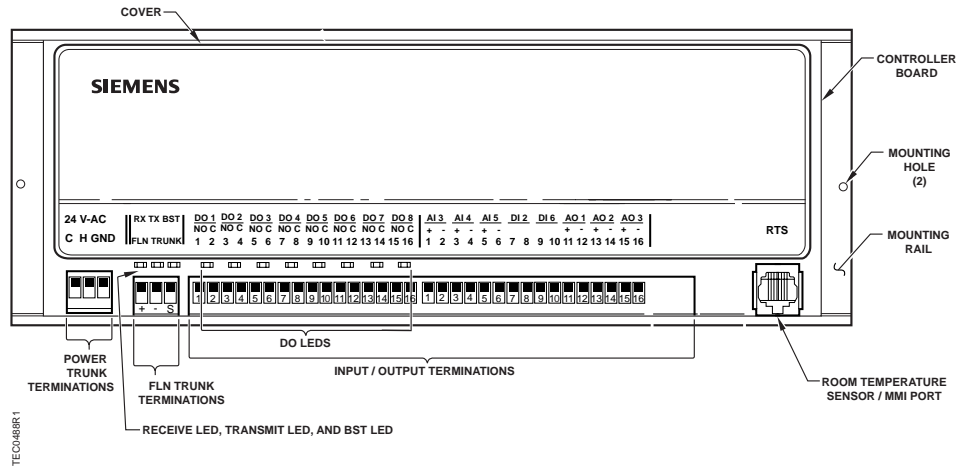 COVER
SIEMENS
CONTROLLER
BOARD
MOUNTING
HOLE
(2)
MOUNTING
RAIL
24 V-AC
C H GND
RX TX BST
FLN TRUNK
DO 1 DO 2 DO 3 DO 4 DO 5 DO 6 DO 7 DO 8
NO C NO C NO C NO C NO C NO C NO C NO C
1 2 3 4 5 6 7 8 9 10 11 12 13 14 15 16
AI 3 AI 4 AI 5 DI 2 DI 6 AO 1 AO 2 AO 3
+ - + - + - + - + - + -
1 2 3 4 5 6 7 8 9 10 11 12 13 14 15 16
RTS
1 2 3 4 5 6 7 8 9 10 11 12 13 14 15 16
1 2 3 4 5 6 7 8 9 10 11 12 13 14 15 16
+ - S
DO LEDS
POWER
TRUNK
TERMINATIONS
FLN TRUNK
TERMINATIONS
INPUT / OUTPUT TERMINATIONS
ROOM TEMPERATURE
SENSOR / MMI PORT
RECEIVE LED, TRANSMIT LED, AND BST LED
TEC0488R1